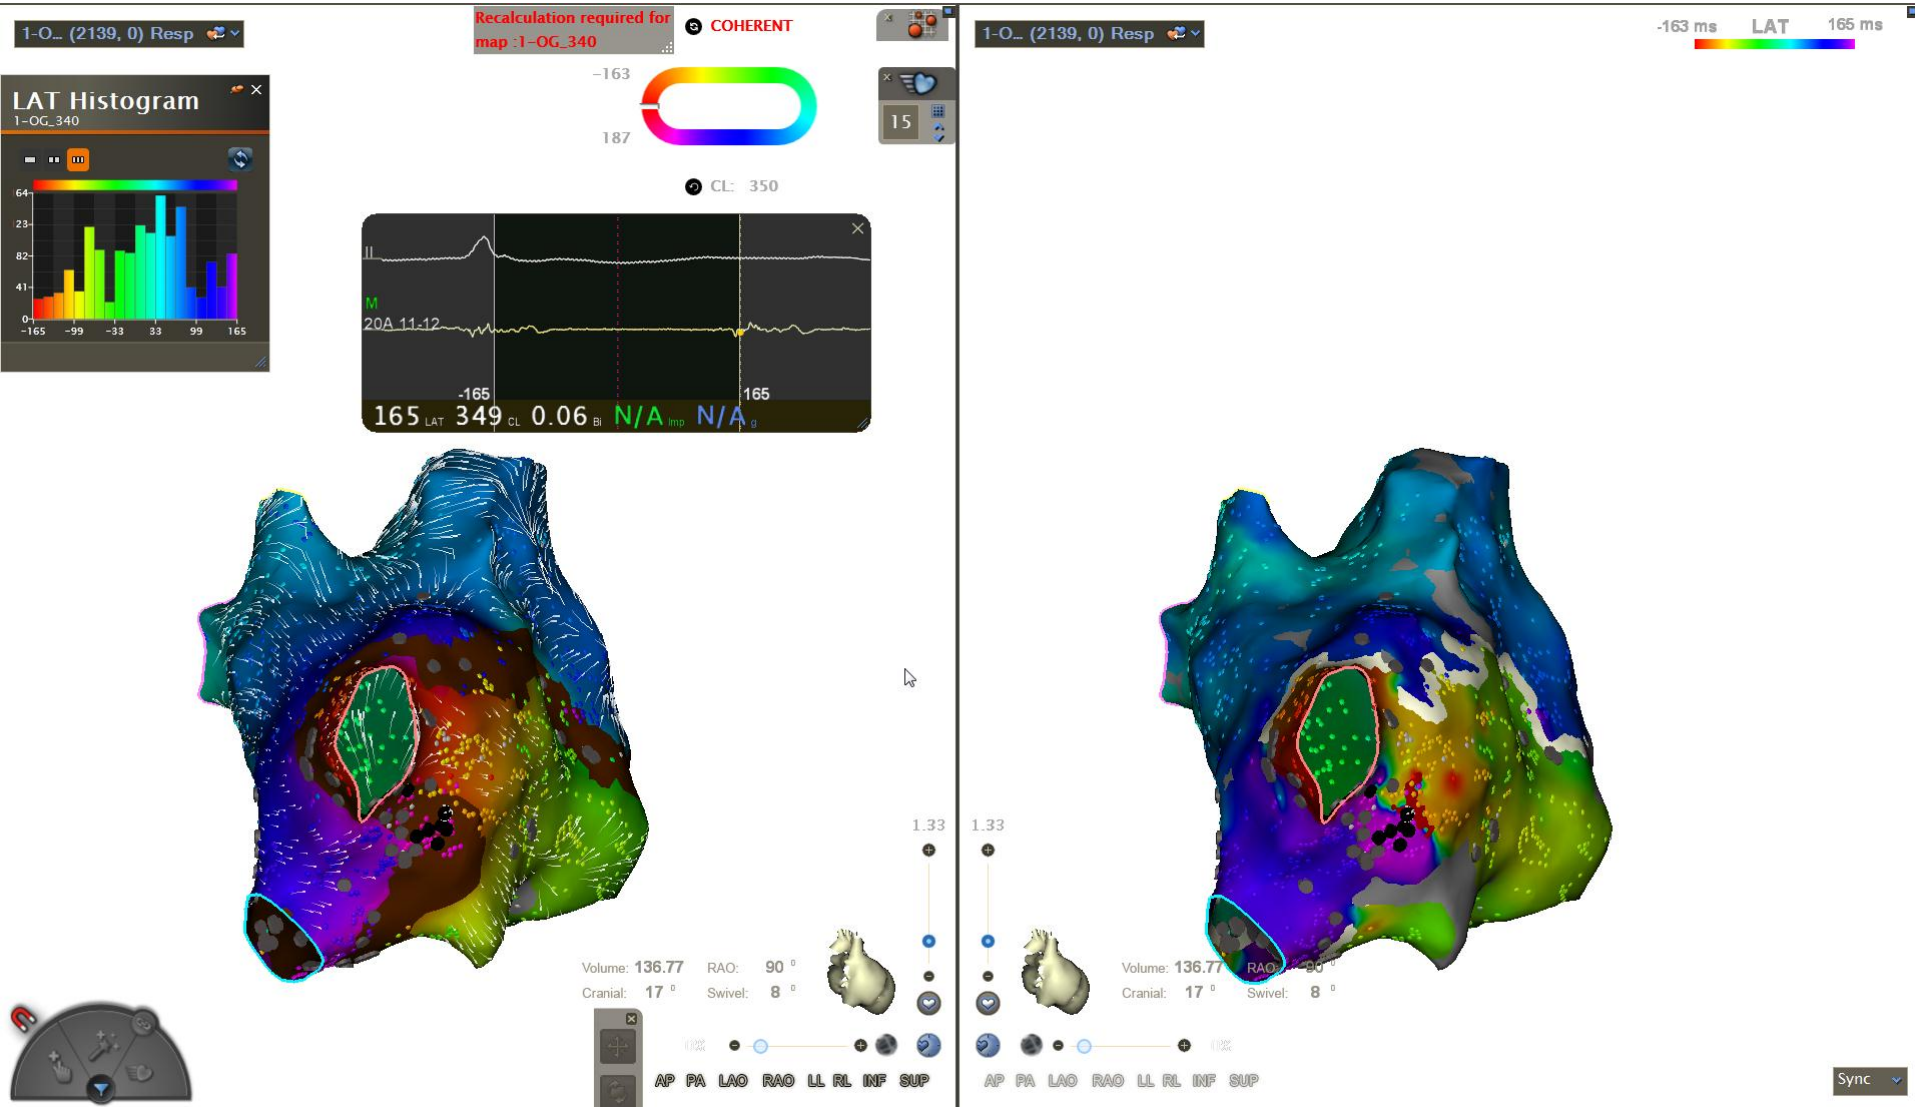 1-O... (2139, 0) Resp
Recalculation required for
map :1-OG_340
COHERENT
-163
187
CL: 350
15
LAT Histogram
1-OG_340
64
23
82
41
0
-165 -99 -33 33 99 165
II
M
20A 11-12
-165
165
165 LAT 349 CL 0.06 Bi N/A Imp N/A g
1.33
Volume: 136.77 RAO: 90 °
Cranial: 17 ° Swivel: 8 °
AP PA LAO RAO LL RL INF SUP
1-O... (2139, 0) Resp
-163 ms LAT 165 ms
1.33
Volume: 136.77 RAO: 90 °
Cranial: 17 ° Swivel: 8 °
AP PA LAO RAO LL RL INF SUP
Sync